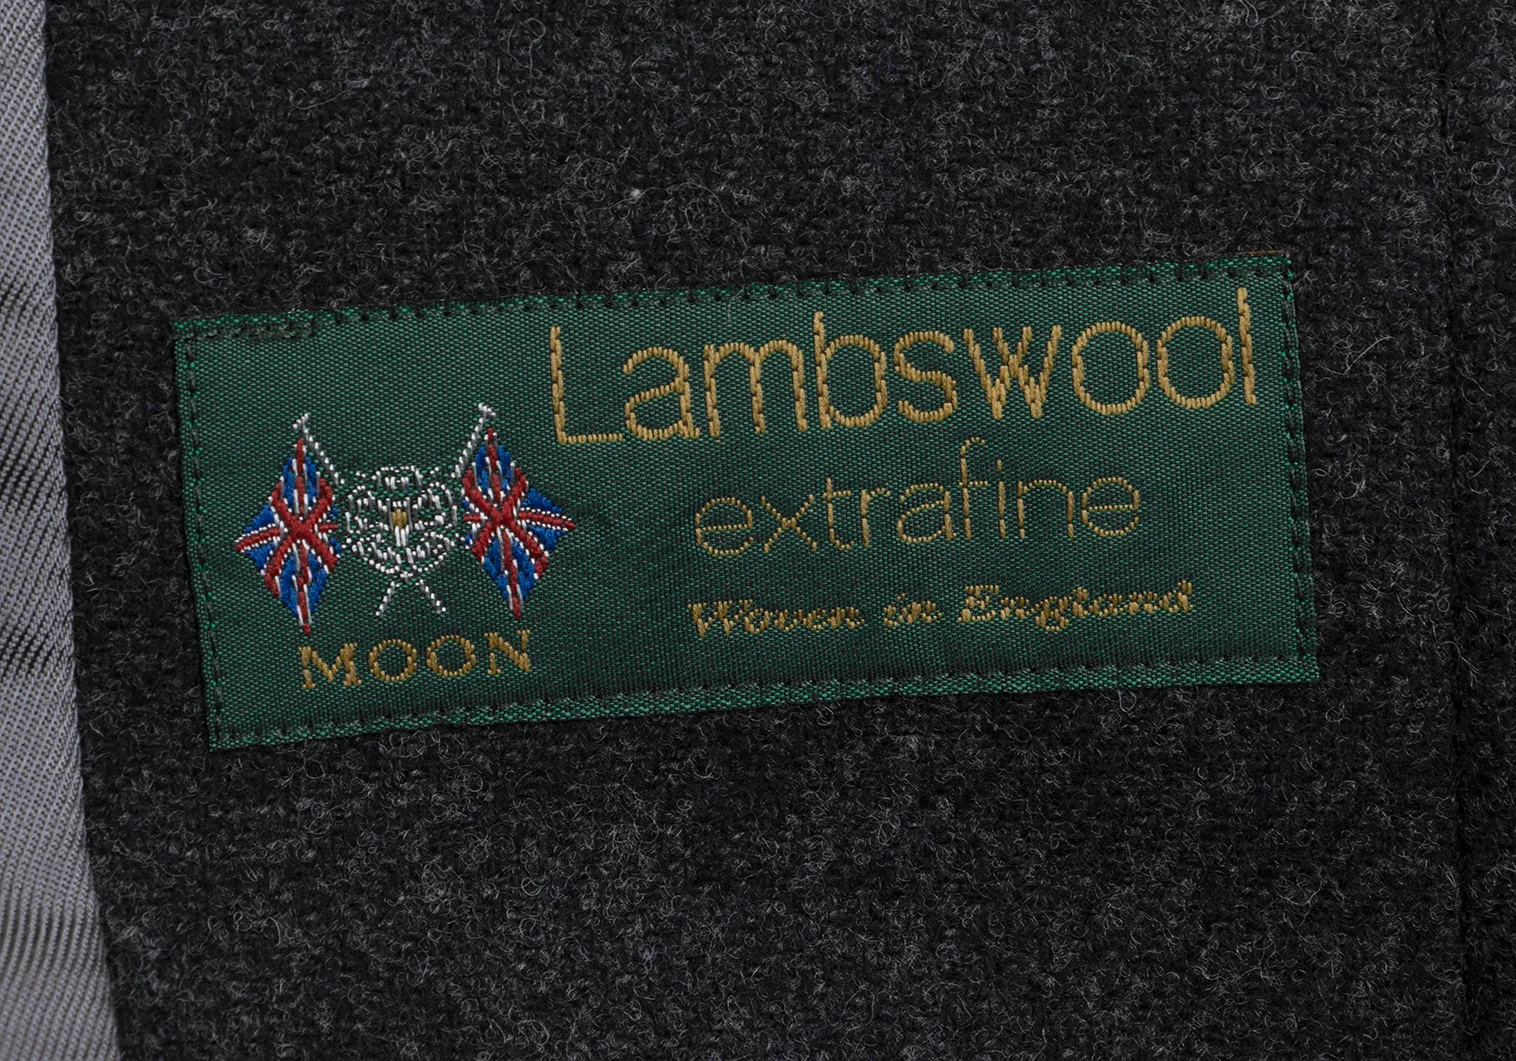 Lambswool
extrafine
Woven in England
MOON